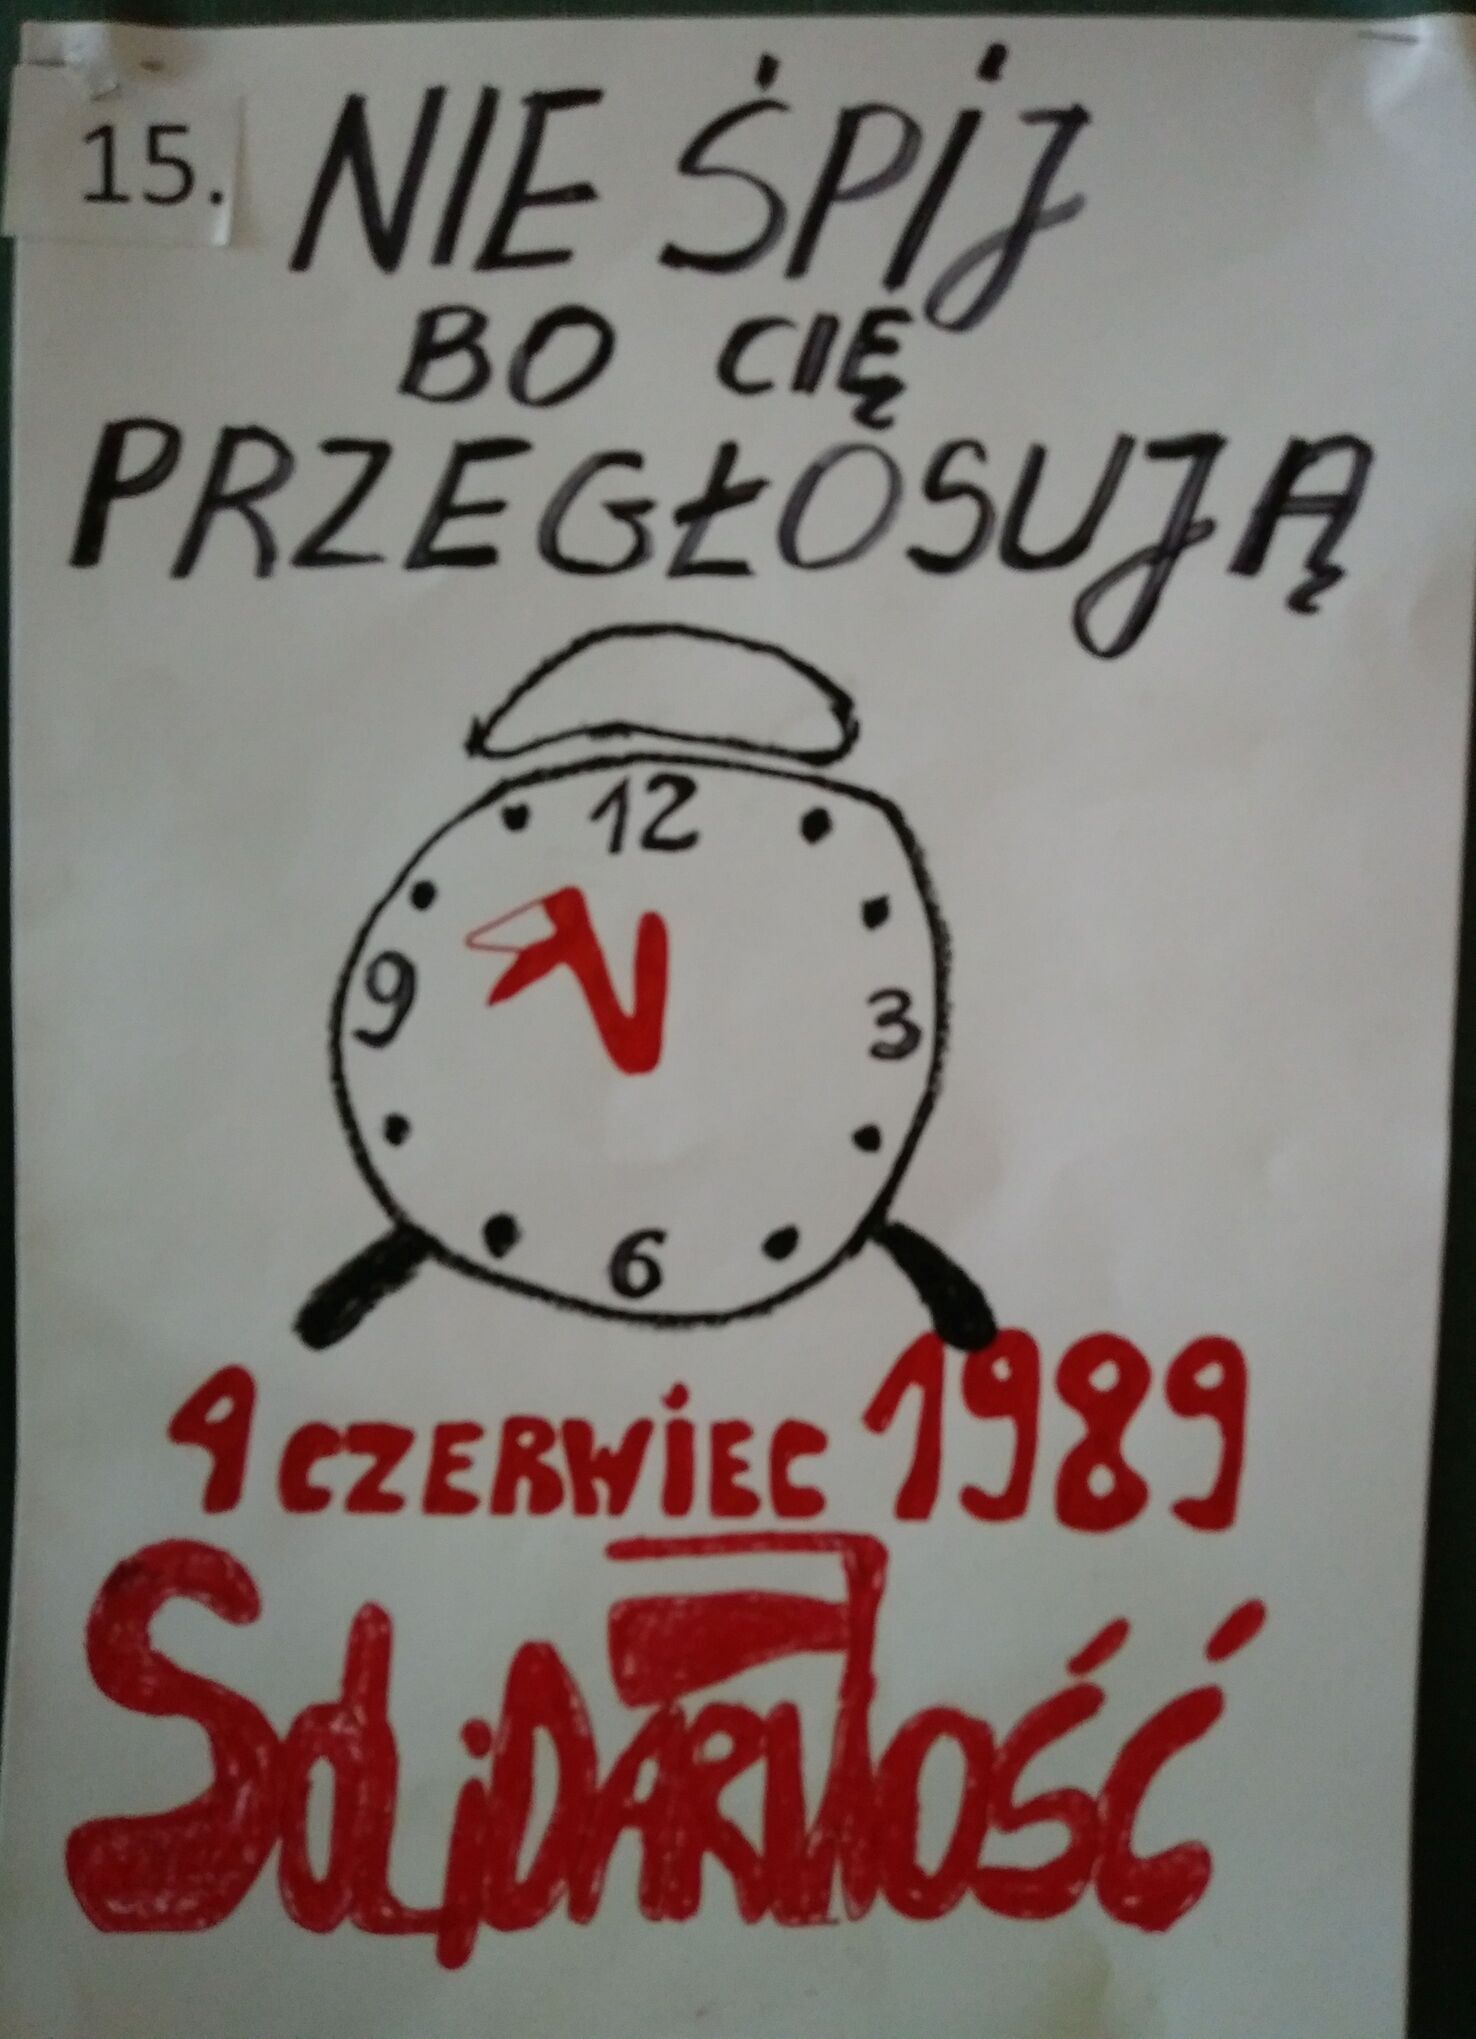 15.
NIE ŚPIJ
BO CIĘ
PRZEGŁOSUJĄ
12
9 3
6
4 CZERWIEC 1989
SOLIDARNOŚĆ